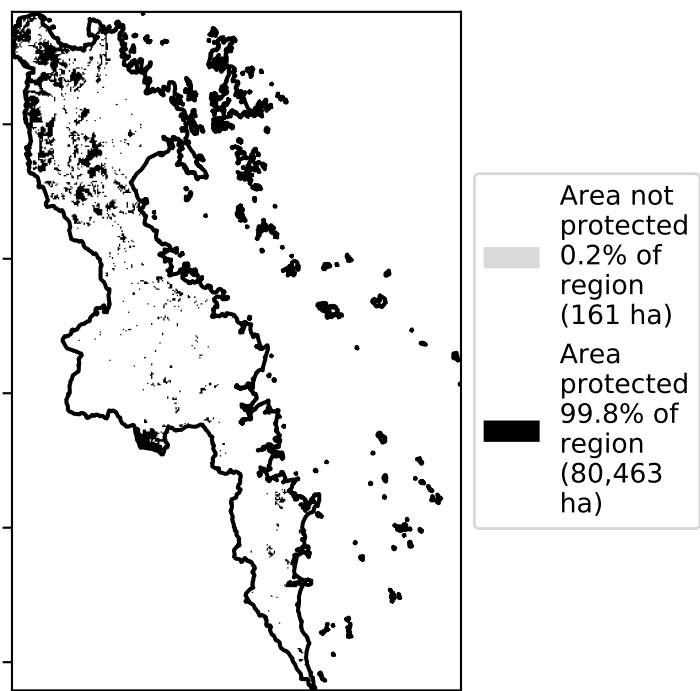 Area not
protected
0.2% of
region
(161 ha)
Area
protected
99.8% of
region
(80,463
ha)